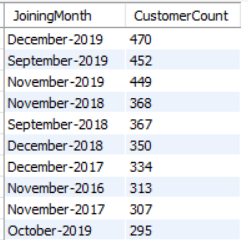 JoiningMonth CustomerCount
December-2019 470
September-2019 452
November-2019 449
November-2018 368
September-2018 367
December-2018 350
December-2017 334
November-2016 313
November-2017 307
October-2019 295